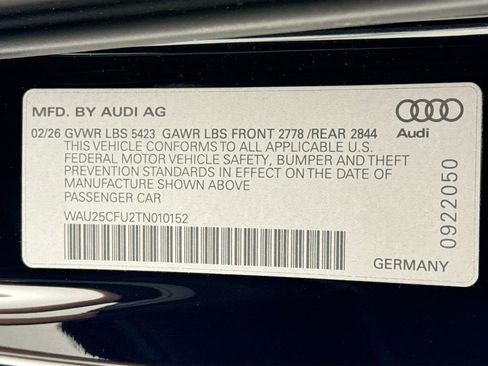 MFD. BY AUDI AG
Audi
02/26 GVWR LBS 5423 GAWR LBS FRONT 2778 /REAR 2844
THIS VEHICLE CONFORMS TO ALL APPLICABLE U.S.
FEDERAL MOTOR VEHICLE SAFETY, BUMPER AND THEFT
PREVENTION STANDARDS IN EFFECT ON THE DATE OF
MANUFACTURE SHOWN ABOVE
PASSENGER CAR
WAU25CFU2TN010152
0922050
GERMANY